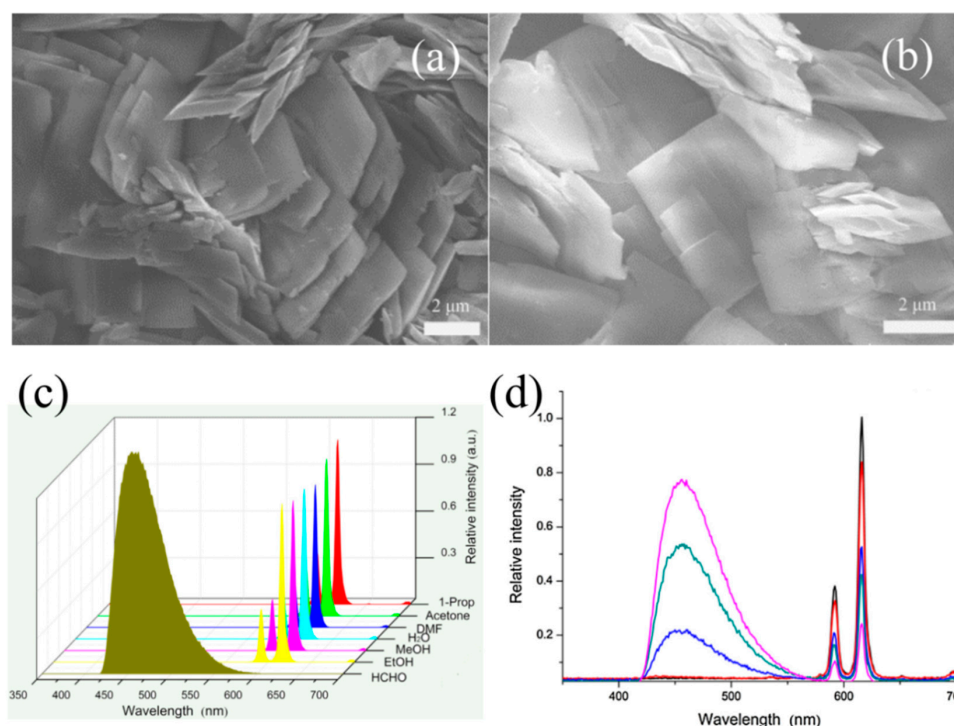 (a)
2 μm
(b)
2 μm
(c)
1.2
0.9
0.6
0.3
Relative intensity (a.u.)
1-Prop
Acetone
DMF
H₂O
MeOH
EtOH
HCHO
350 400 450 500 550 600 650 700
Wavelength (nm)
(d)
1.0
0.8
0.6
0.4
0.2
Relative intensity
400 500 600
Wavelength (nm)